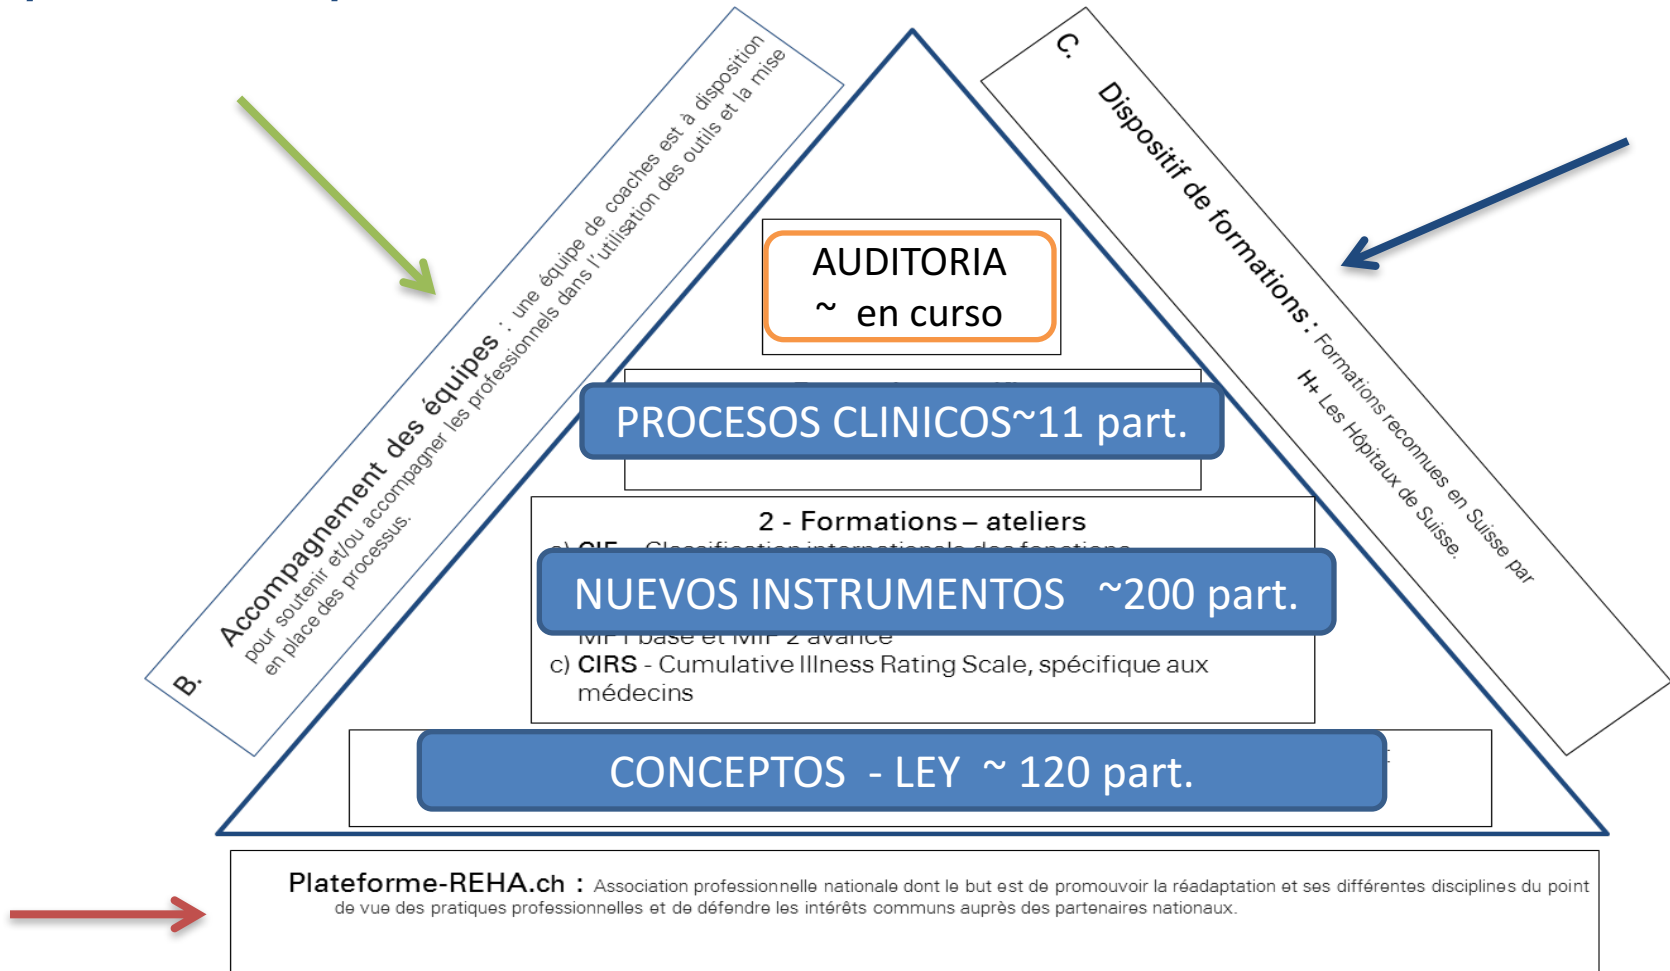 B. Accompagnement des équipes : une équipe de coaches est à disposition
pour soutenir et/ou accompagner les professionnels dans l'utilisation des outils et la mise
en place des processus.
C. Dispositif de formations : Formations reconnues en Suisse par
H+ Les Hôpitaux de Suisse.
AUDITORIA
~ en curso
PROCESOS CLINICOS~11 part.
2 - Formations – ateliers
NUEVOS INSTRUMENTOS ~200 part.
base et MIF 2 avancé
c) CIRS - Cumulative Illness Rating Scale, spécifique aux
médecins
CONCEPTOS - LEY ~ 120 part.
Plateforme-REHA.ch : Association professionnelle nationale dont le but est de promouvoir la réadaptation et ses différentes disciplines du point
de vue des pratiques professionnelles et de défendre les intérêts communs auprès des partenaires nationaux.